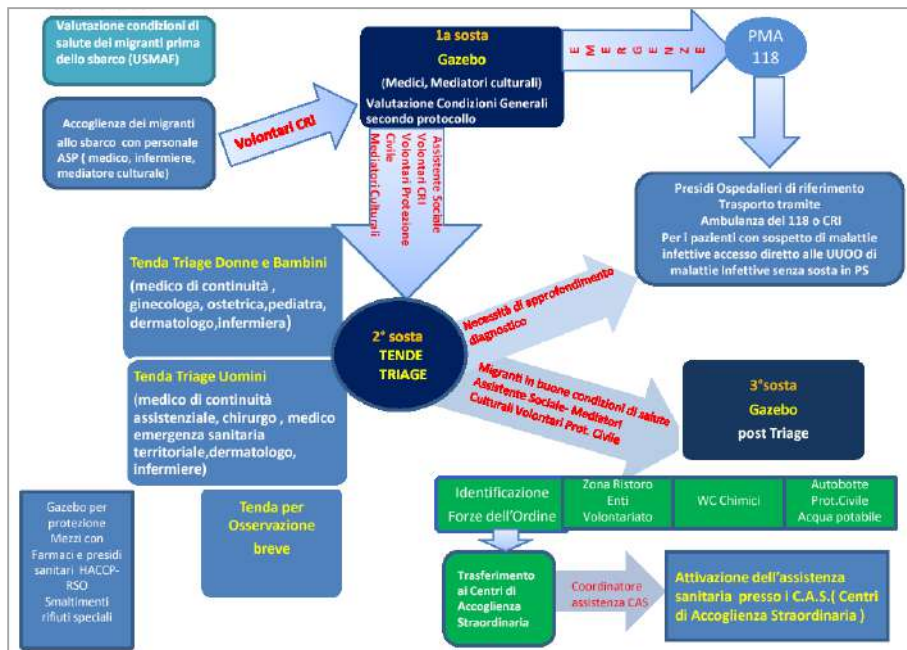 Valutazione condizioni di
salute dei migranti prima
dello sbarco (USMAF)
Accoglienza dei migranti
allo sbarco con personale
ASP ( medico, infermiere,
mediatore culturale)
Volontari CRI
1a sosta
Gazebo
(Medici, Mediatori culturali)
Valutazione Condizioni Generali
secondo protocollo
EMERGENZE
PMA
118
Assistente Sociale
Volontari CRI
Volontari Protezione
Civile
Mediatori Culturali
Presidi Ospedalieri di riferimento
Trasporto tramite
Ambulanza del 118 o CRI
Per i pazienti con sospetto di malattie
infettive accesso diretto alle UUOO di
malattie infettive senza sosta in PS
Tenda Triage Donne e Bambini
(medico di continuità ,
ginecologa, ostetrica,pediatra,
dermatologo,infermiera)
2° sosta
TENDE
TRIAGE
Necessità di approfondimento
diagnostico
Tenda Triage Uomini
(medico di continuità
assistenziale, chirurgo , medico
emergenza sanitaria
territoriale,dermatologo,
infermiere)
Migranti in buone condizioni di salute
Assistente Sociale- Mediatori
Culturali Volontari Prot. Civile
3°sosta
Gazebo
post Triage
Identificazione
Forze dell'Ordine
Zona Ristoro
Enti
Volontariato
WC Chimici
Autobotte
Prot.Civile
Acqua potabile
Gazebo per
protezione
Mezzi con
Farmaci e presidi
sanitari HACCP-
RSO
Smaltimenti
rifiuti speciali
Tenda per
Osservazione
breve
Trasferimento
ai Centri di
Accoglienza
Straordinaria
Coordinatore
assistenza CAS
Attivazione dell'assistenza
sanitaria presso i C.A.S.( Centri
di Accoglienza Straordinaria )